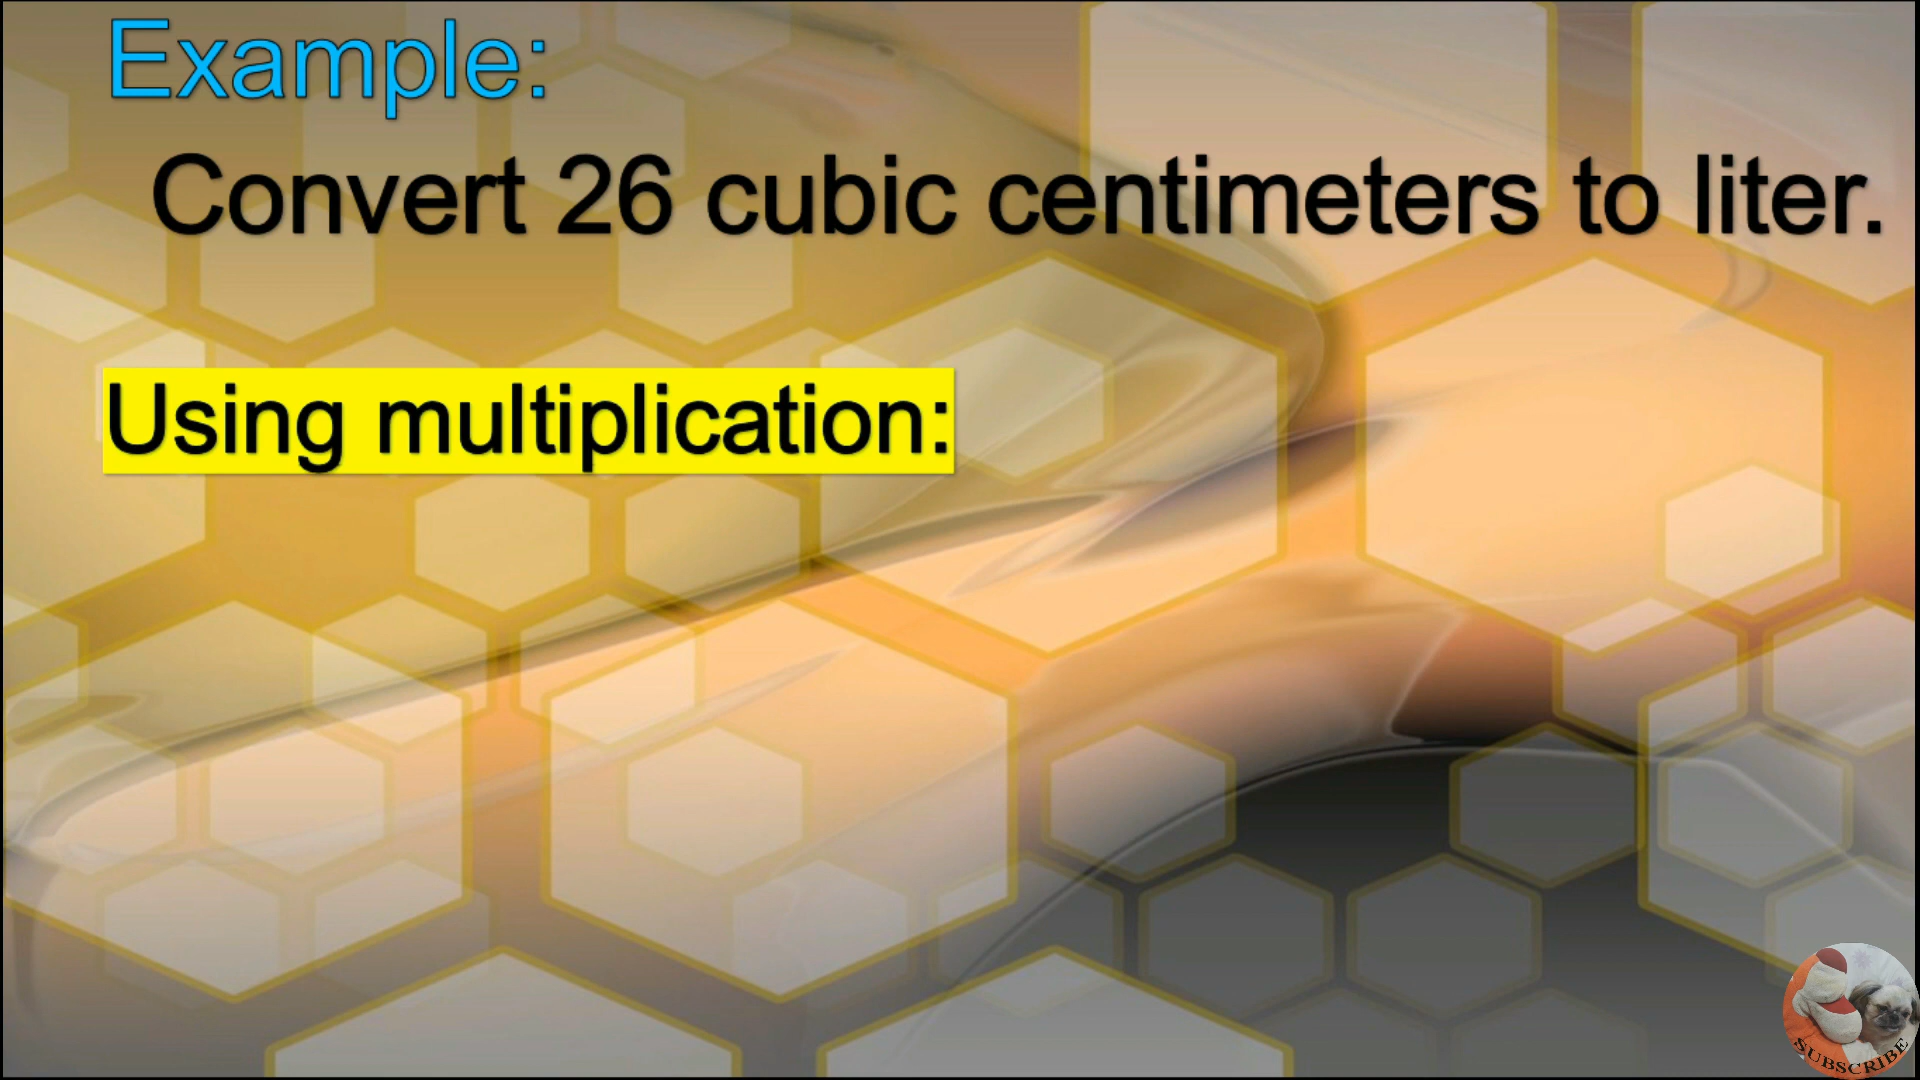 Example:
Convert 26 cubic centimeters to liter.
Using multiplication:
SUBSCRIBE